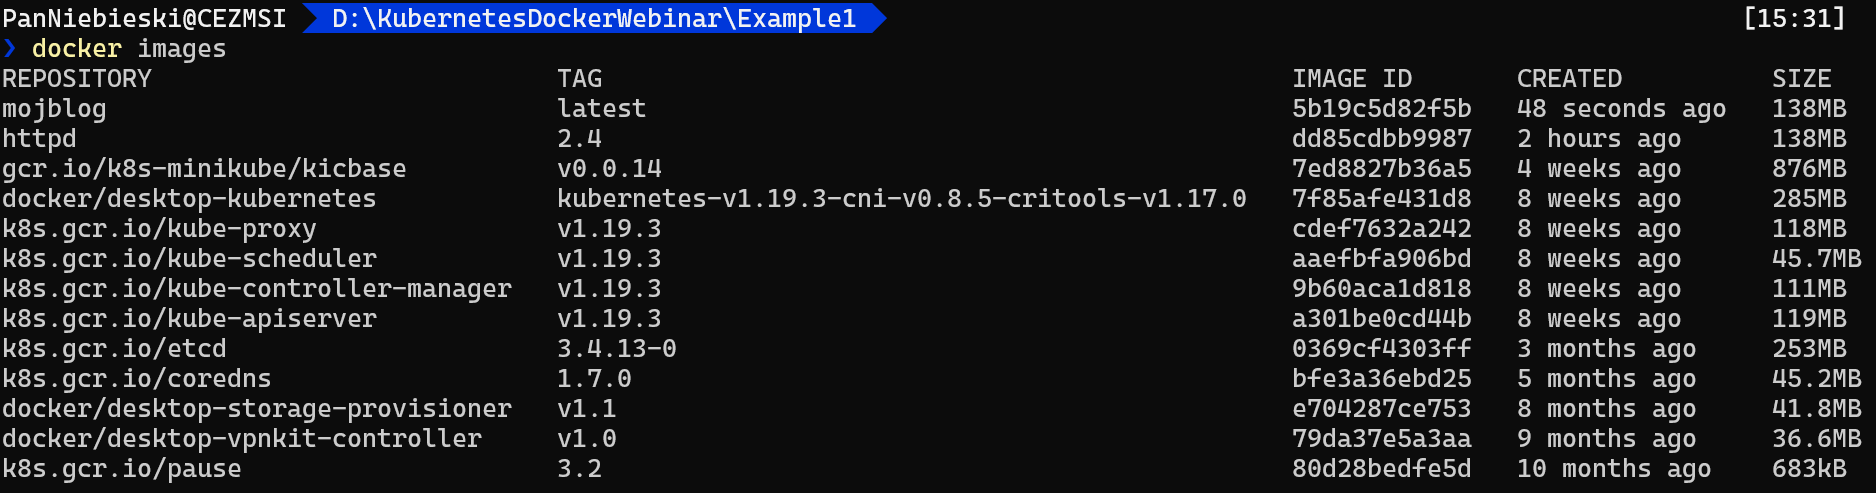 PanNiebieski@CEZMSI D:\KubernetesDockerWebinar\Example1 [15:31]
❯ docker images
REPOSITORY TAG IMAGE ID CREATED SIZE
mojblog latest 5b19c5d82f5b 48 seconds ago 138MB
httpd 2.4 dd85cdbb9987 2 hours ago 138MB
gcr.io/k8s-minikube/kicbase v0.0.14 7ed8827b36a5 4 weeks ago 876MB
docker/desktop-kubernetes kubernetes-v1.19.3-cni-v0.8.5-critools-v1.17.0 7f85afe431d8 8 weeks ago 285MB
k8s.gcr.io/kube-proxy v1.19.3 cdef7632a242 8 weeks ago 118MB
k8s.gcr.io/kube-scheduler v1.19.3 aaefbfa906bd 8 weeks ago 45.7MB
k8s.gcr.io/kube-controller-manager v1.19.3 9b60aca1d818 8 weeks ago 111MB
k8s.gcr.io/kube-apiserver v1.19.3 a301be0cd44b 8 weeks ago 119MB
k8s.gcr.io/etcd 3.4.13-0 0369cf4303ff 3 months ago 253MB
k8s.gcr.io/coredns 1.7.0 bfe3a36ebd25 5 months ago 45.2MB
docker/desktop-storage-provisioner v1.1 e704287ce753 8 months ago 41.8MB
docker/desktop-vpnkit-controller v1.0 79da37e5a3aa 9 months ago 36.6MB
k8s.gcr.io/pause 3.2 80d28bedfe5d 10 months ago 683kB